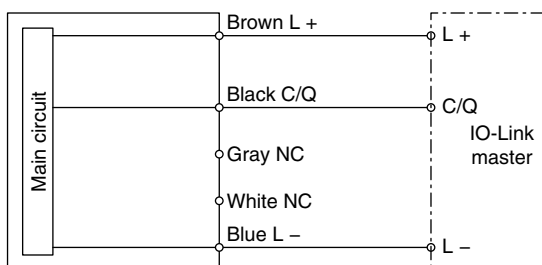 Main circuit
Brown L +
Black C/Q
Gray NC
White NC
Blue L −
L +
C/Q
IO-Link
master
L −